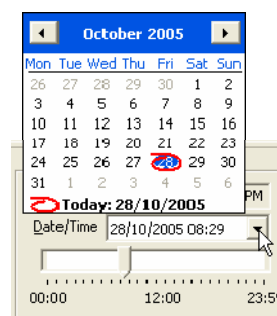 October 2005
Mon Tue Wed Thu Fri Sat Sun
26 27 28 29 30 1 2
3 4 5 6 7 8 9
10 11 12 13 14 15 16
17 18 19 20 21 22 23
24 25 26 27 28 29 30
31 1 2 3 4 5 6
Today: 28/10/2005
PM
Date/Time 28/10/2005 08:29
00:00 12:00 23:59